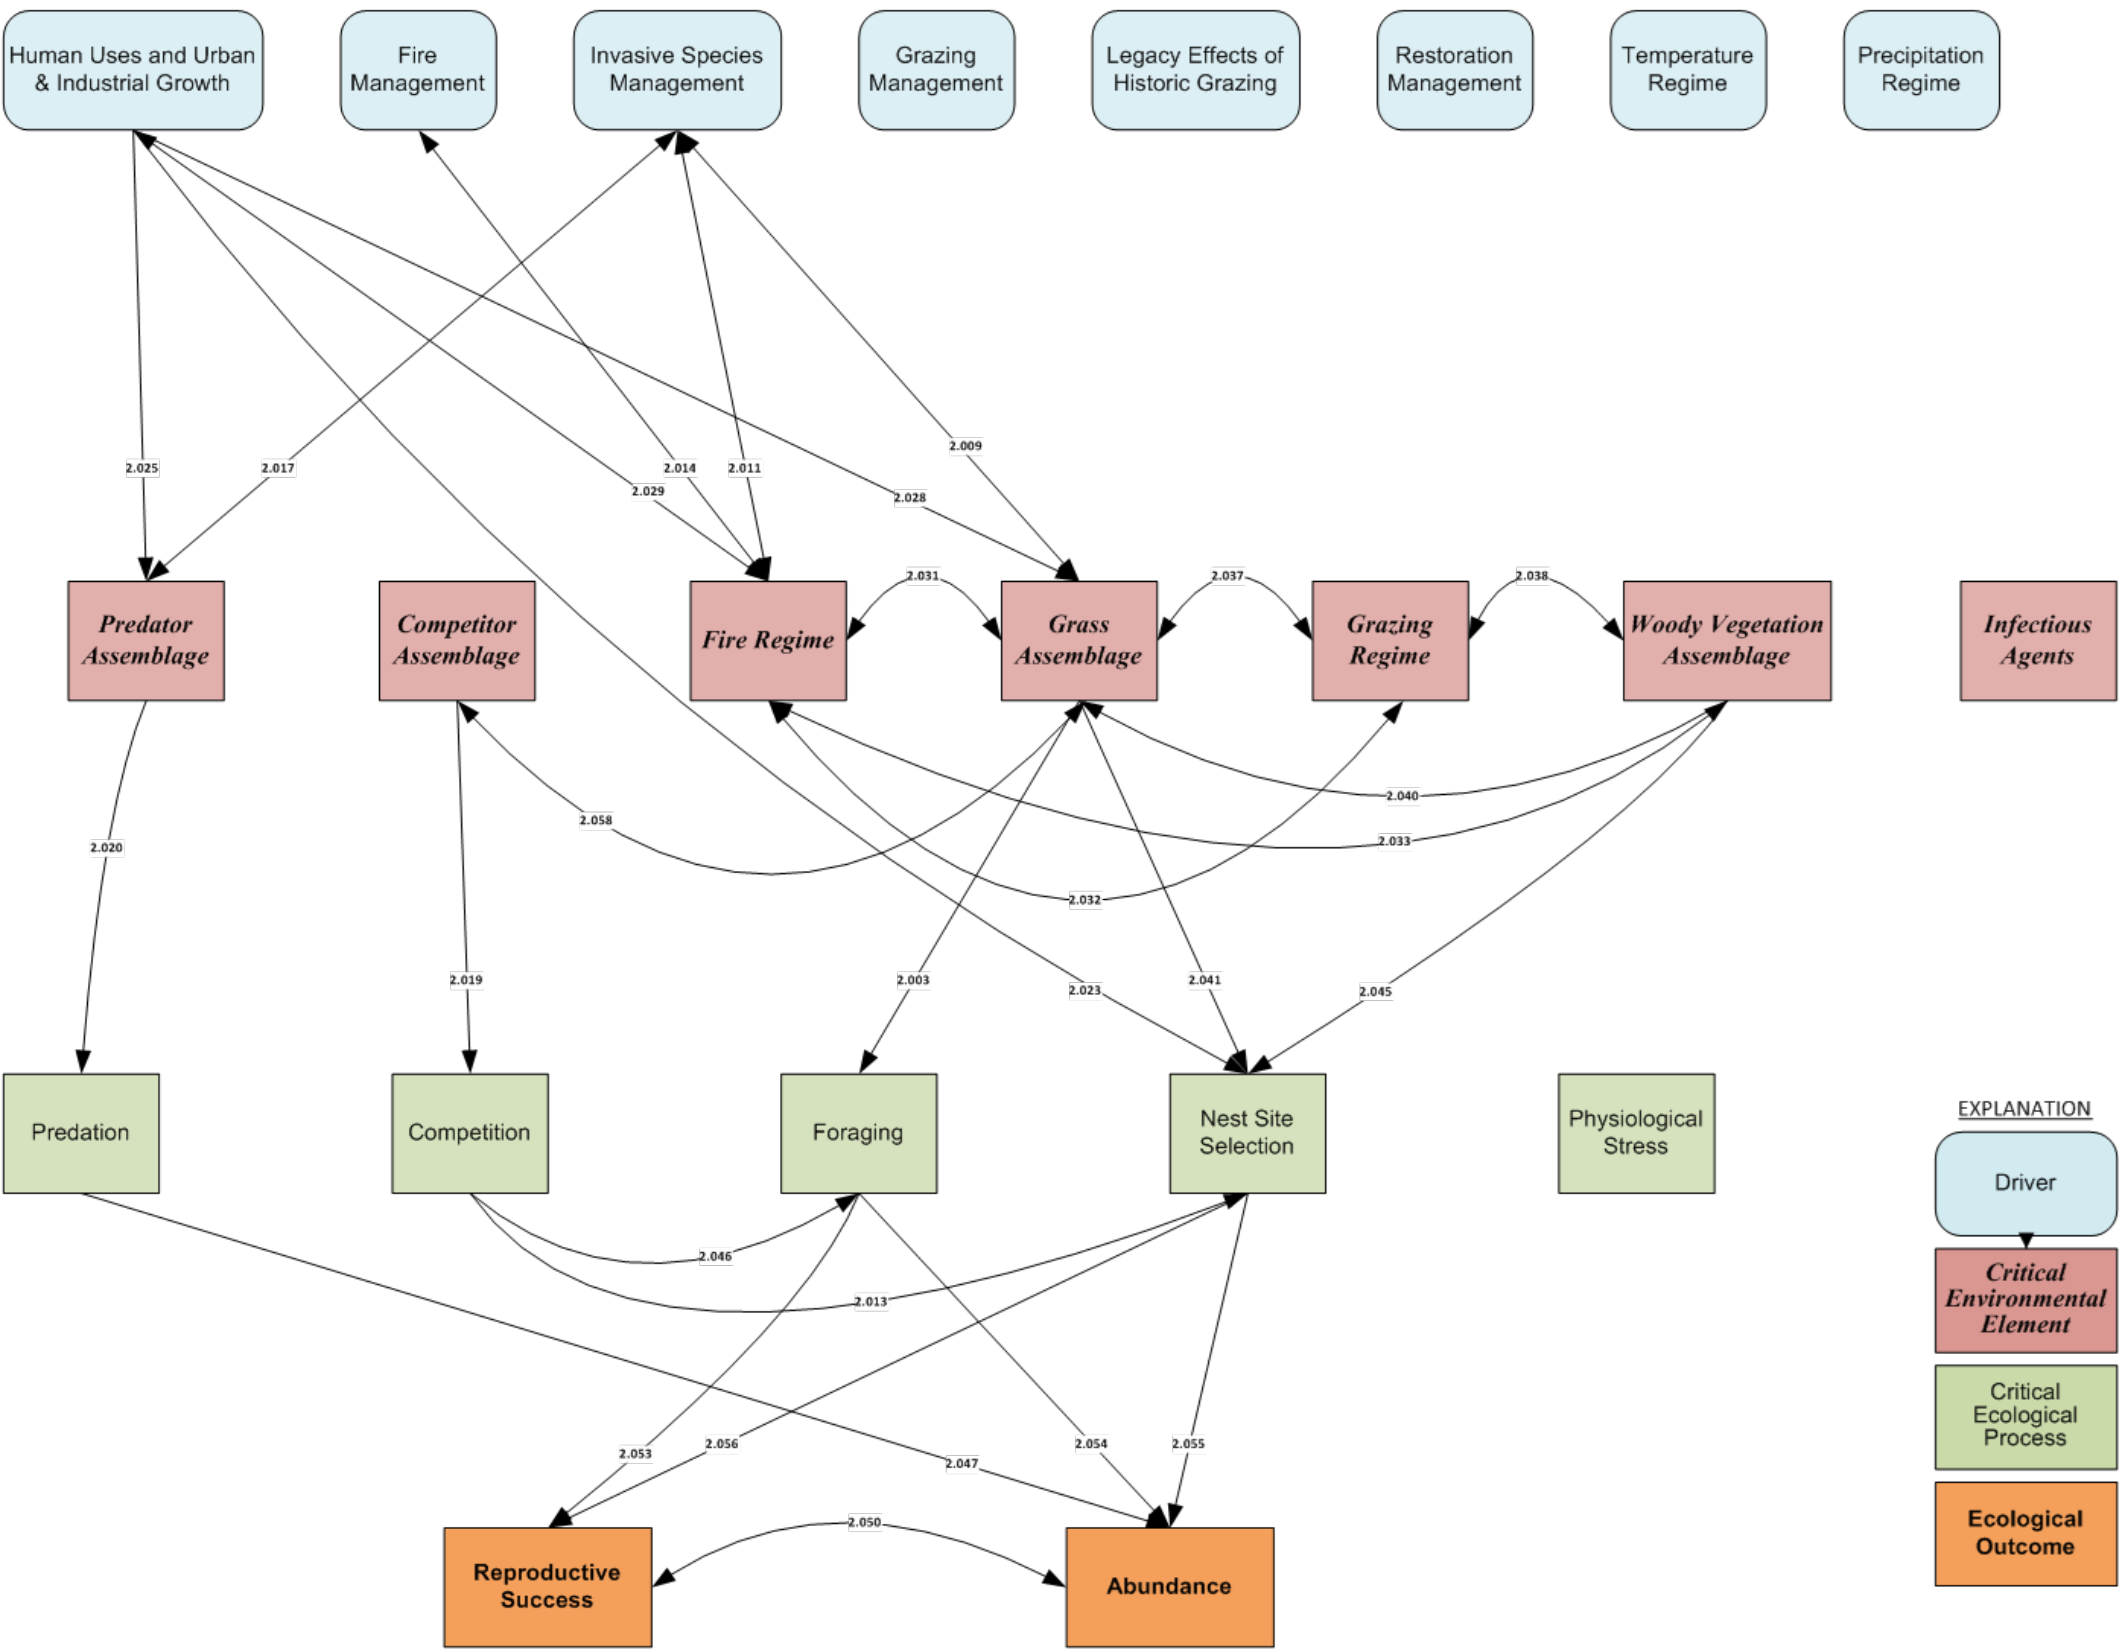 Human Uses and Urban
& Industrial Growth
Fire
Management
Invasive Species
Management
Grazing
Management
Legacy Effects of
Historic Grazing
Restoration
Management
Temperature
Regime
Precipitation
Regime
2.009
2.025
2.017
2.014
2.011
2.029
2.028
2.031
2.037
2.038
Predator
Assemblage
Competitor
Assemblage
Fire Regime
Grass
Assemblage
Grazing
Regime
Woody Vegetation
Assemblage
Infectious
Agents
2.040
2.058
2.033
2.020
2.032
2.019
2.003
2.041
2.023
2.045
Predation
Competition
Foraging
Nest Site
Selection
Physiological
Stress
2.046
2.013
2.053
2.056
2.047
2.054
2.055
2.050
Reproductive
Success
Abundance
EXPLANATION
Driver
Critical
Environmental
Element
Critical
Ecological
Process
Ecological
Outcome